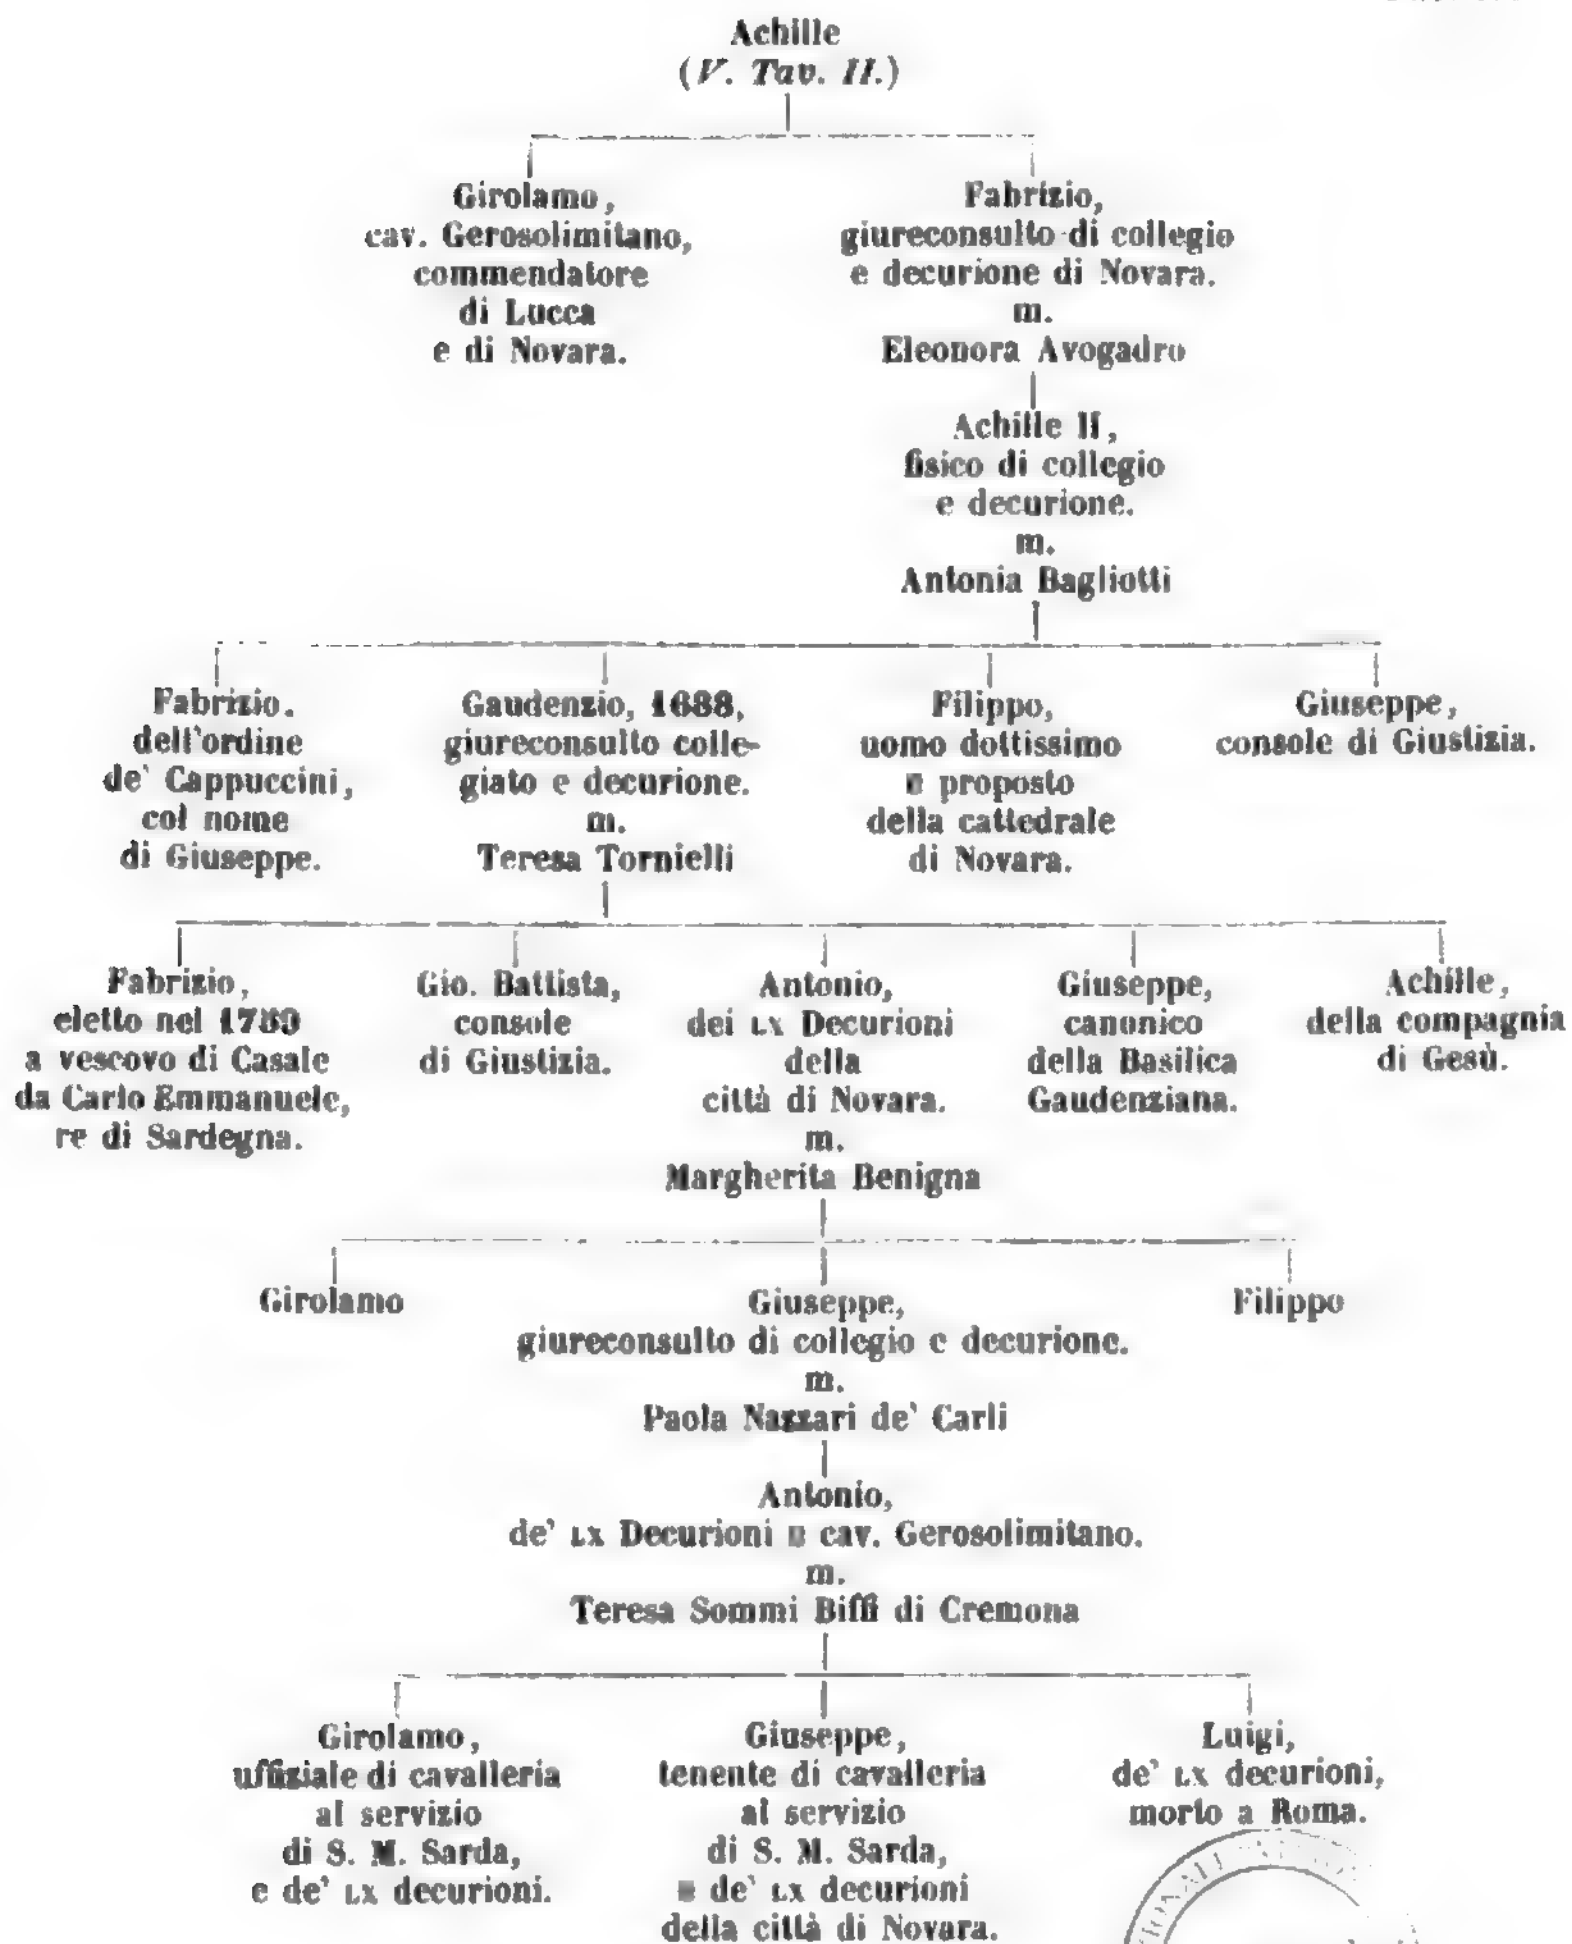 Achille
(V. Tav. II.)
Girolamo,
cav. Gerosolimitano,
commendatore
di Lucca
e di Novara.
Fabrizio,
giureconsulto di collegio
e decurione di Novara.
m.
Eleonora Avogadro
Achille II,
fisico di collegio
e decurione.
m.
Antonia Bagliotti
Fabrizio.
dell'ordine
de' Cappuccini,
col nome
di Giuseppe.
Gaudenzio, 1688,
giureconsulto colle-
giato e decurione.
m.
Teresa Tornielli
Filippo,
uomo dottissimo
e proposto
della cattedrale
di Novara.
Giuseppe,
console di Giustizia.
Fabrizio,
eletto nel
a vescovo di Casale
da Carlo Emmanuele,
re di Sardegna.
Gio. Battista,
console
di Giustizia.
Antonio,
dei LX Decurioni
della
città di Novara.
m.
Margherita Benigna
Giuseppe,
canonico
della Basilica
Gaudenziana.
Achille,
della compagnia
di Gesù.
Girolamo
Giuseppe,
giureconsulto di collegio e decurione.
m.
Paola Nazzari de' Carli
Filippo
Antonio,
de' LX Decurioni e cav. Gerosolimitano.
m.
Teresa Sommi Biffi di Cremona
Girolamo,
uffiziale di cavalleria
al servizio
di S. M. Sarda,
e de' LX decurioni.
Giuseppe,
tenente di cavalleria
al servizio
di S. M. Sarda,
e de' LX decurioni
della città di Novara.
Luigi,
de' LX decurioni,
morto a Roma.